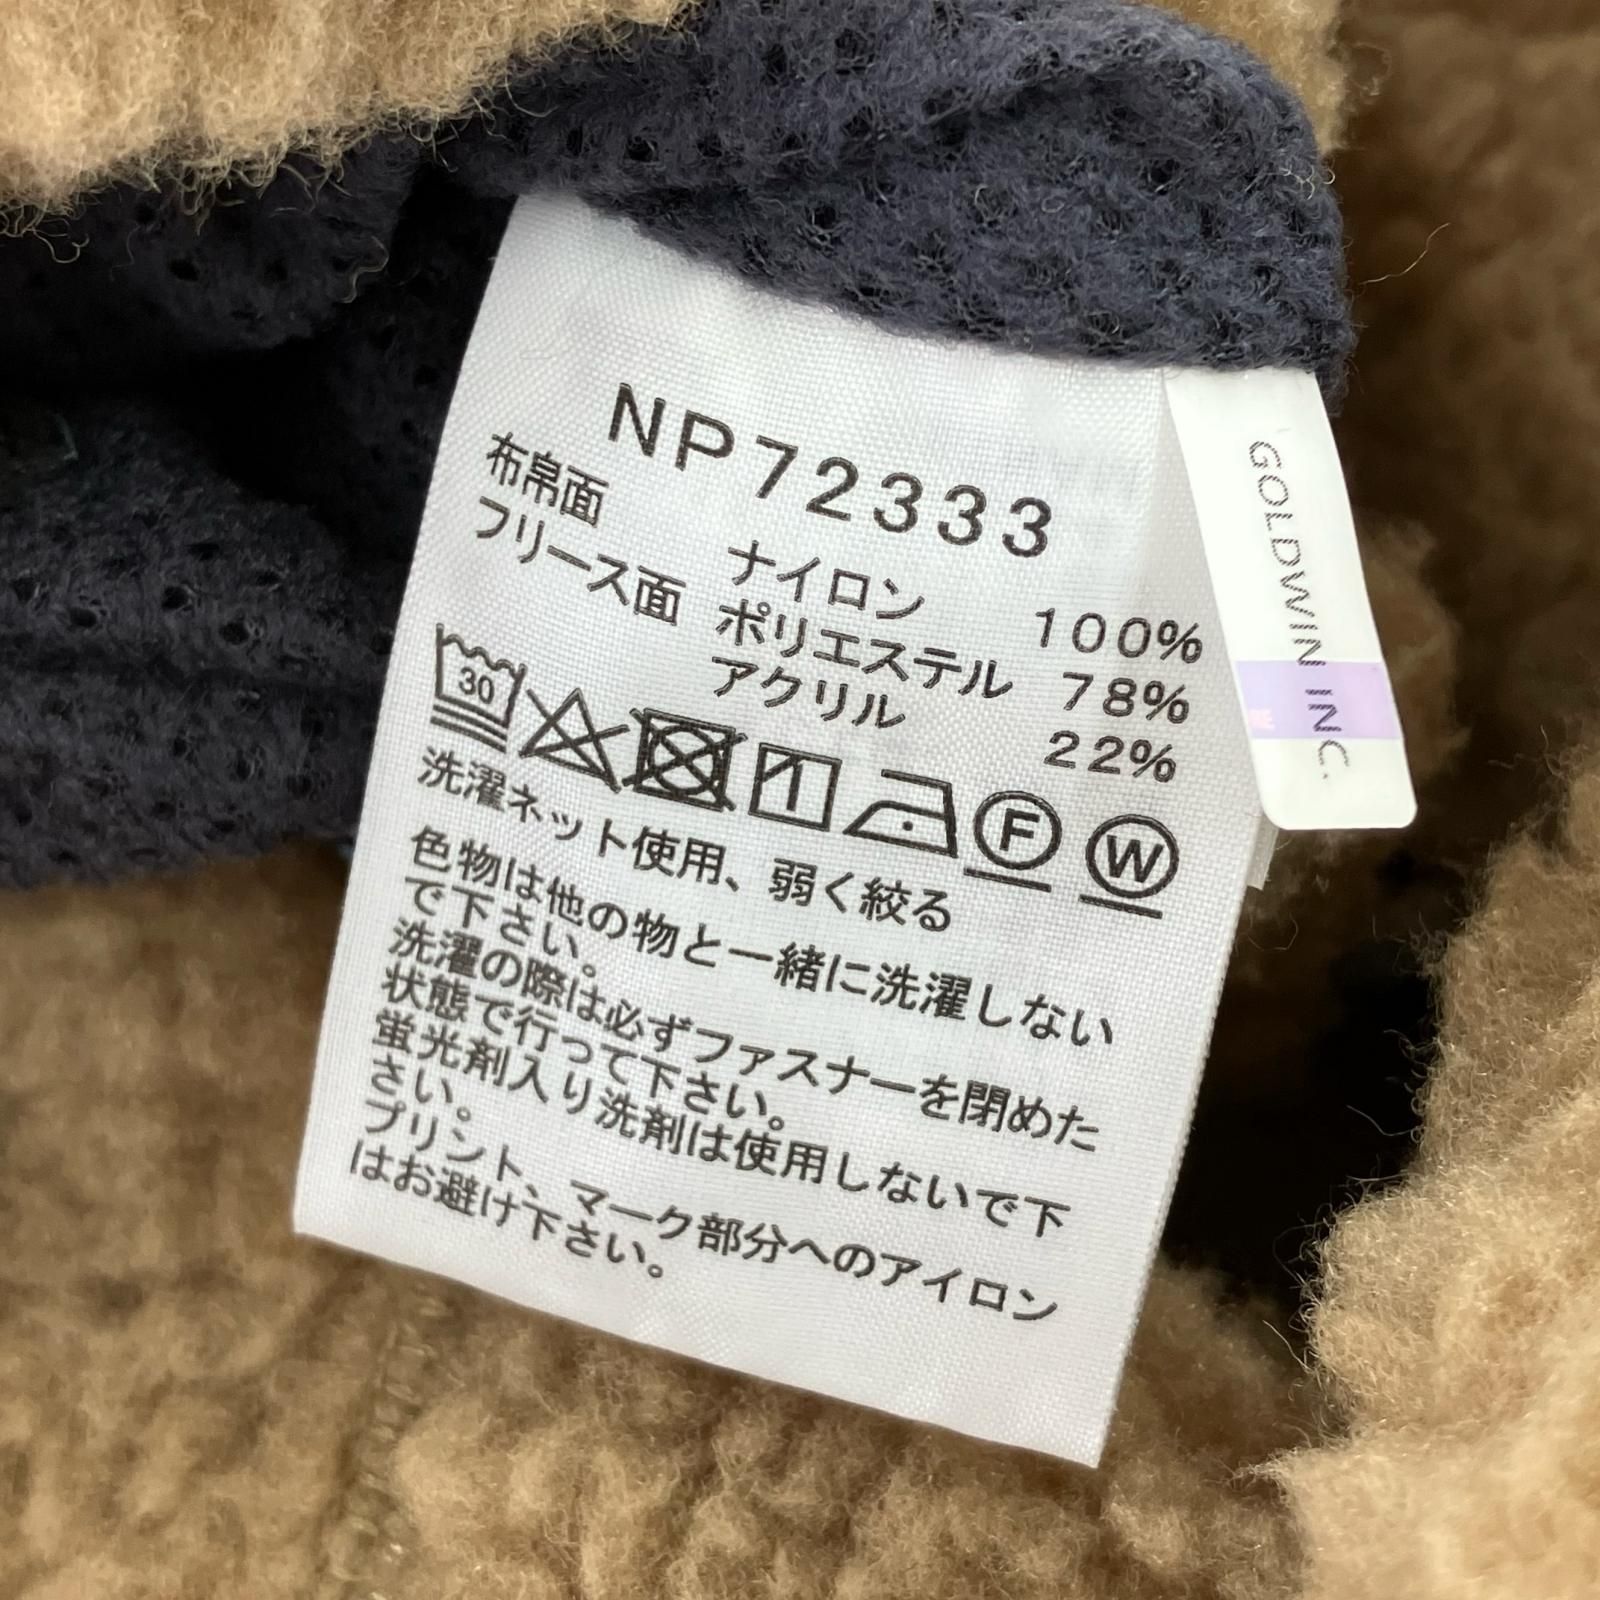 NP72333
布帛面 ナイロン 100%
フリース面 ポリエステル 78%
アクリル 22%
30 F W
洗濯ネット使用、弱く絞る
色物は他の物と一緒に洗濯しない
で下さい。
洗濯の際は必ずファスナーを閉めた
状態で行って下さい。
蛍光剤入り洗剤は使用しないで下
さい。
プリント、マーク部分へのアイロン
はお避け下さい。
GOLDWIN INC.